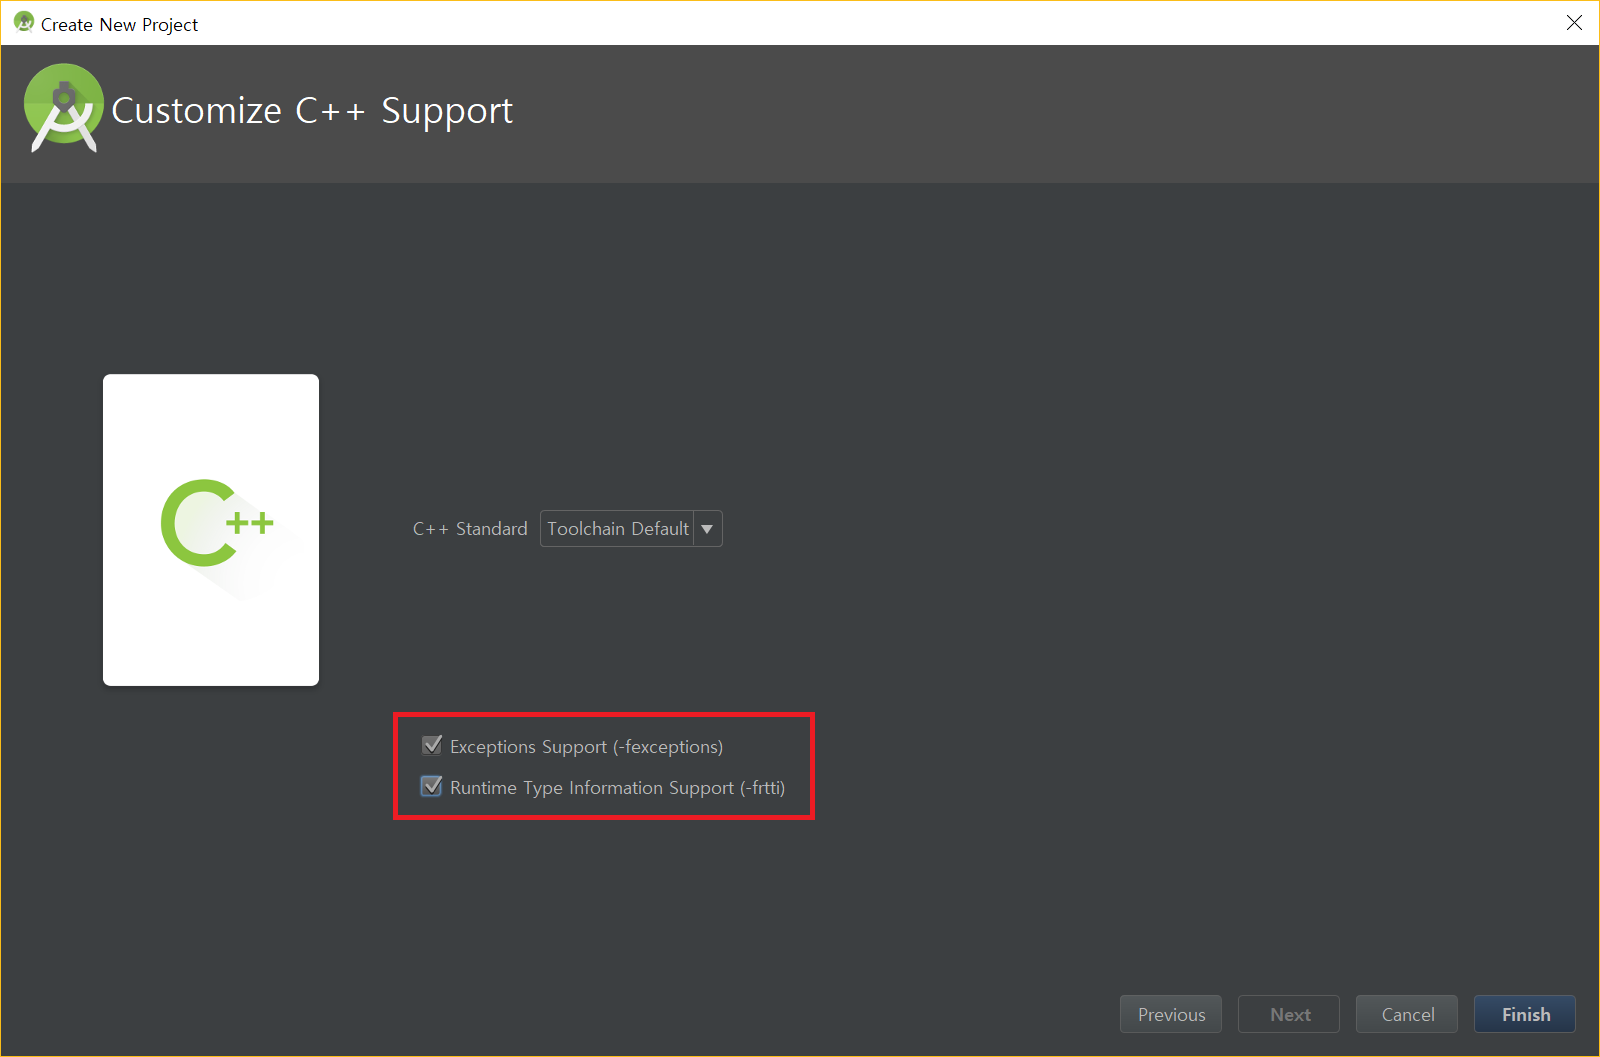 Create New Project
Customize C++ Support
C++
C++ Standard Toolchain Default
Exceptions Support (-fexceptions)
Runtime Type Information Support (-frtti)
Previous Next Cancel Finish